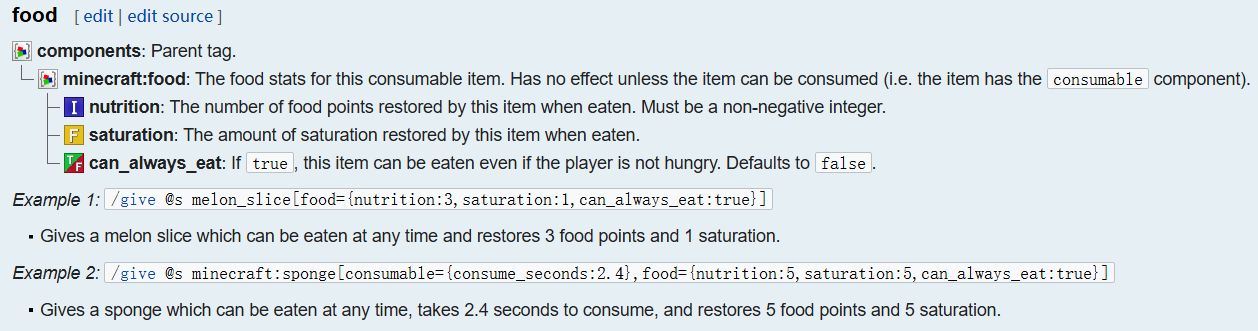 food [ edit | edit source ]
components: Parent tag.
minecraft:food: The food stats for this consumable item. Has no effect unless the item can be consumed (i.e. the item has the consumable component).
I nutrition: The number of food points restored by this item when eaten. Must be a non-negative integer.
F saturation: The amount of saturation restored by this item when eaten.
T/F can_always_eat: If true, this item can be eaten even if the player is not hungry. Defaults to false.
Example 1: /give @s melon_slice[food={nutrition:3,saturation:1,can_always_eat:true}]
▪ Gives a melon slice which can be eaten at any time and restores 3 food points and 1 saturation.
Example 2: /give @s minecraft:sponge[consumable={consume_seconds:2.4},food={nutrition:5,saturation:5,can_always_eat:true}]
▪ Gives a sponge which can be eaten at any time, takes 2.4 seconds to consume, and restores 5 food points and 5 saturation.